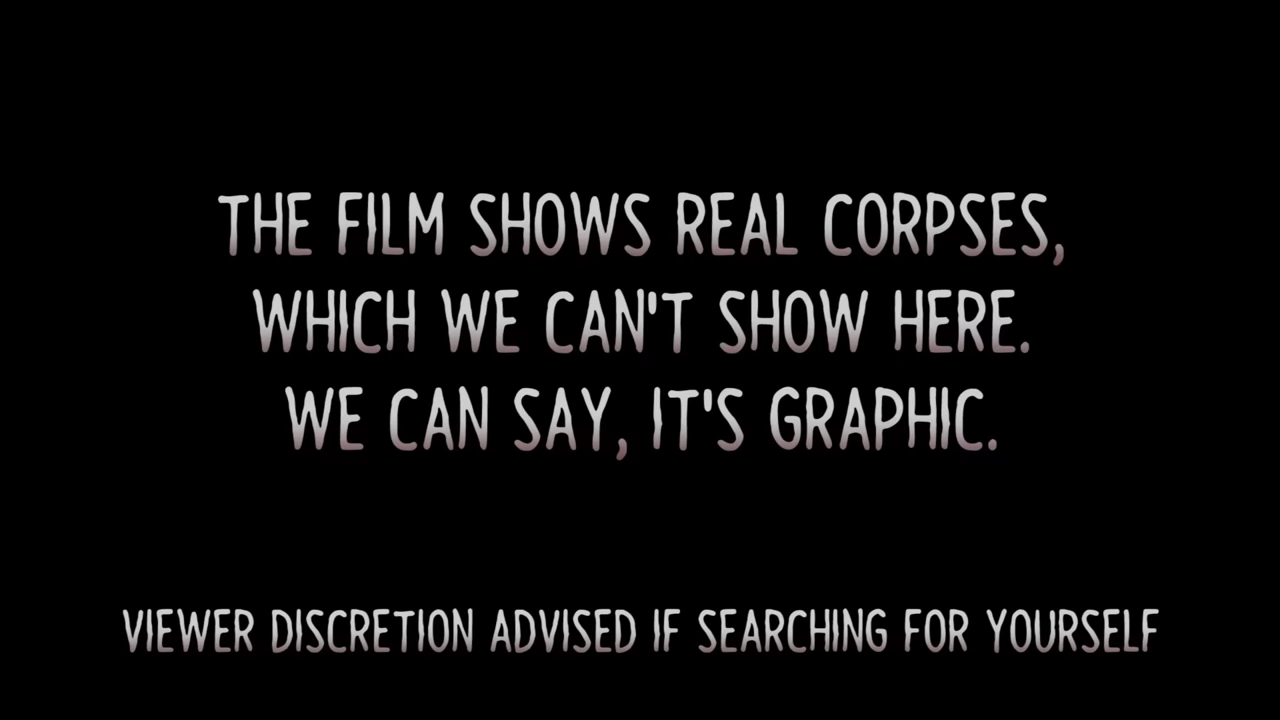 THE FILM SHOWS REAL CORPSES,
WHICH WE CAN'T SHOW HERE.
WE CAN SAY, IT'S GRAPHIC.
VIEWER DISCRETION ADVISED IF SEARCHING FOR YOURSELF